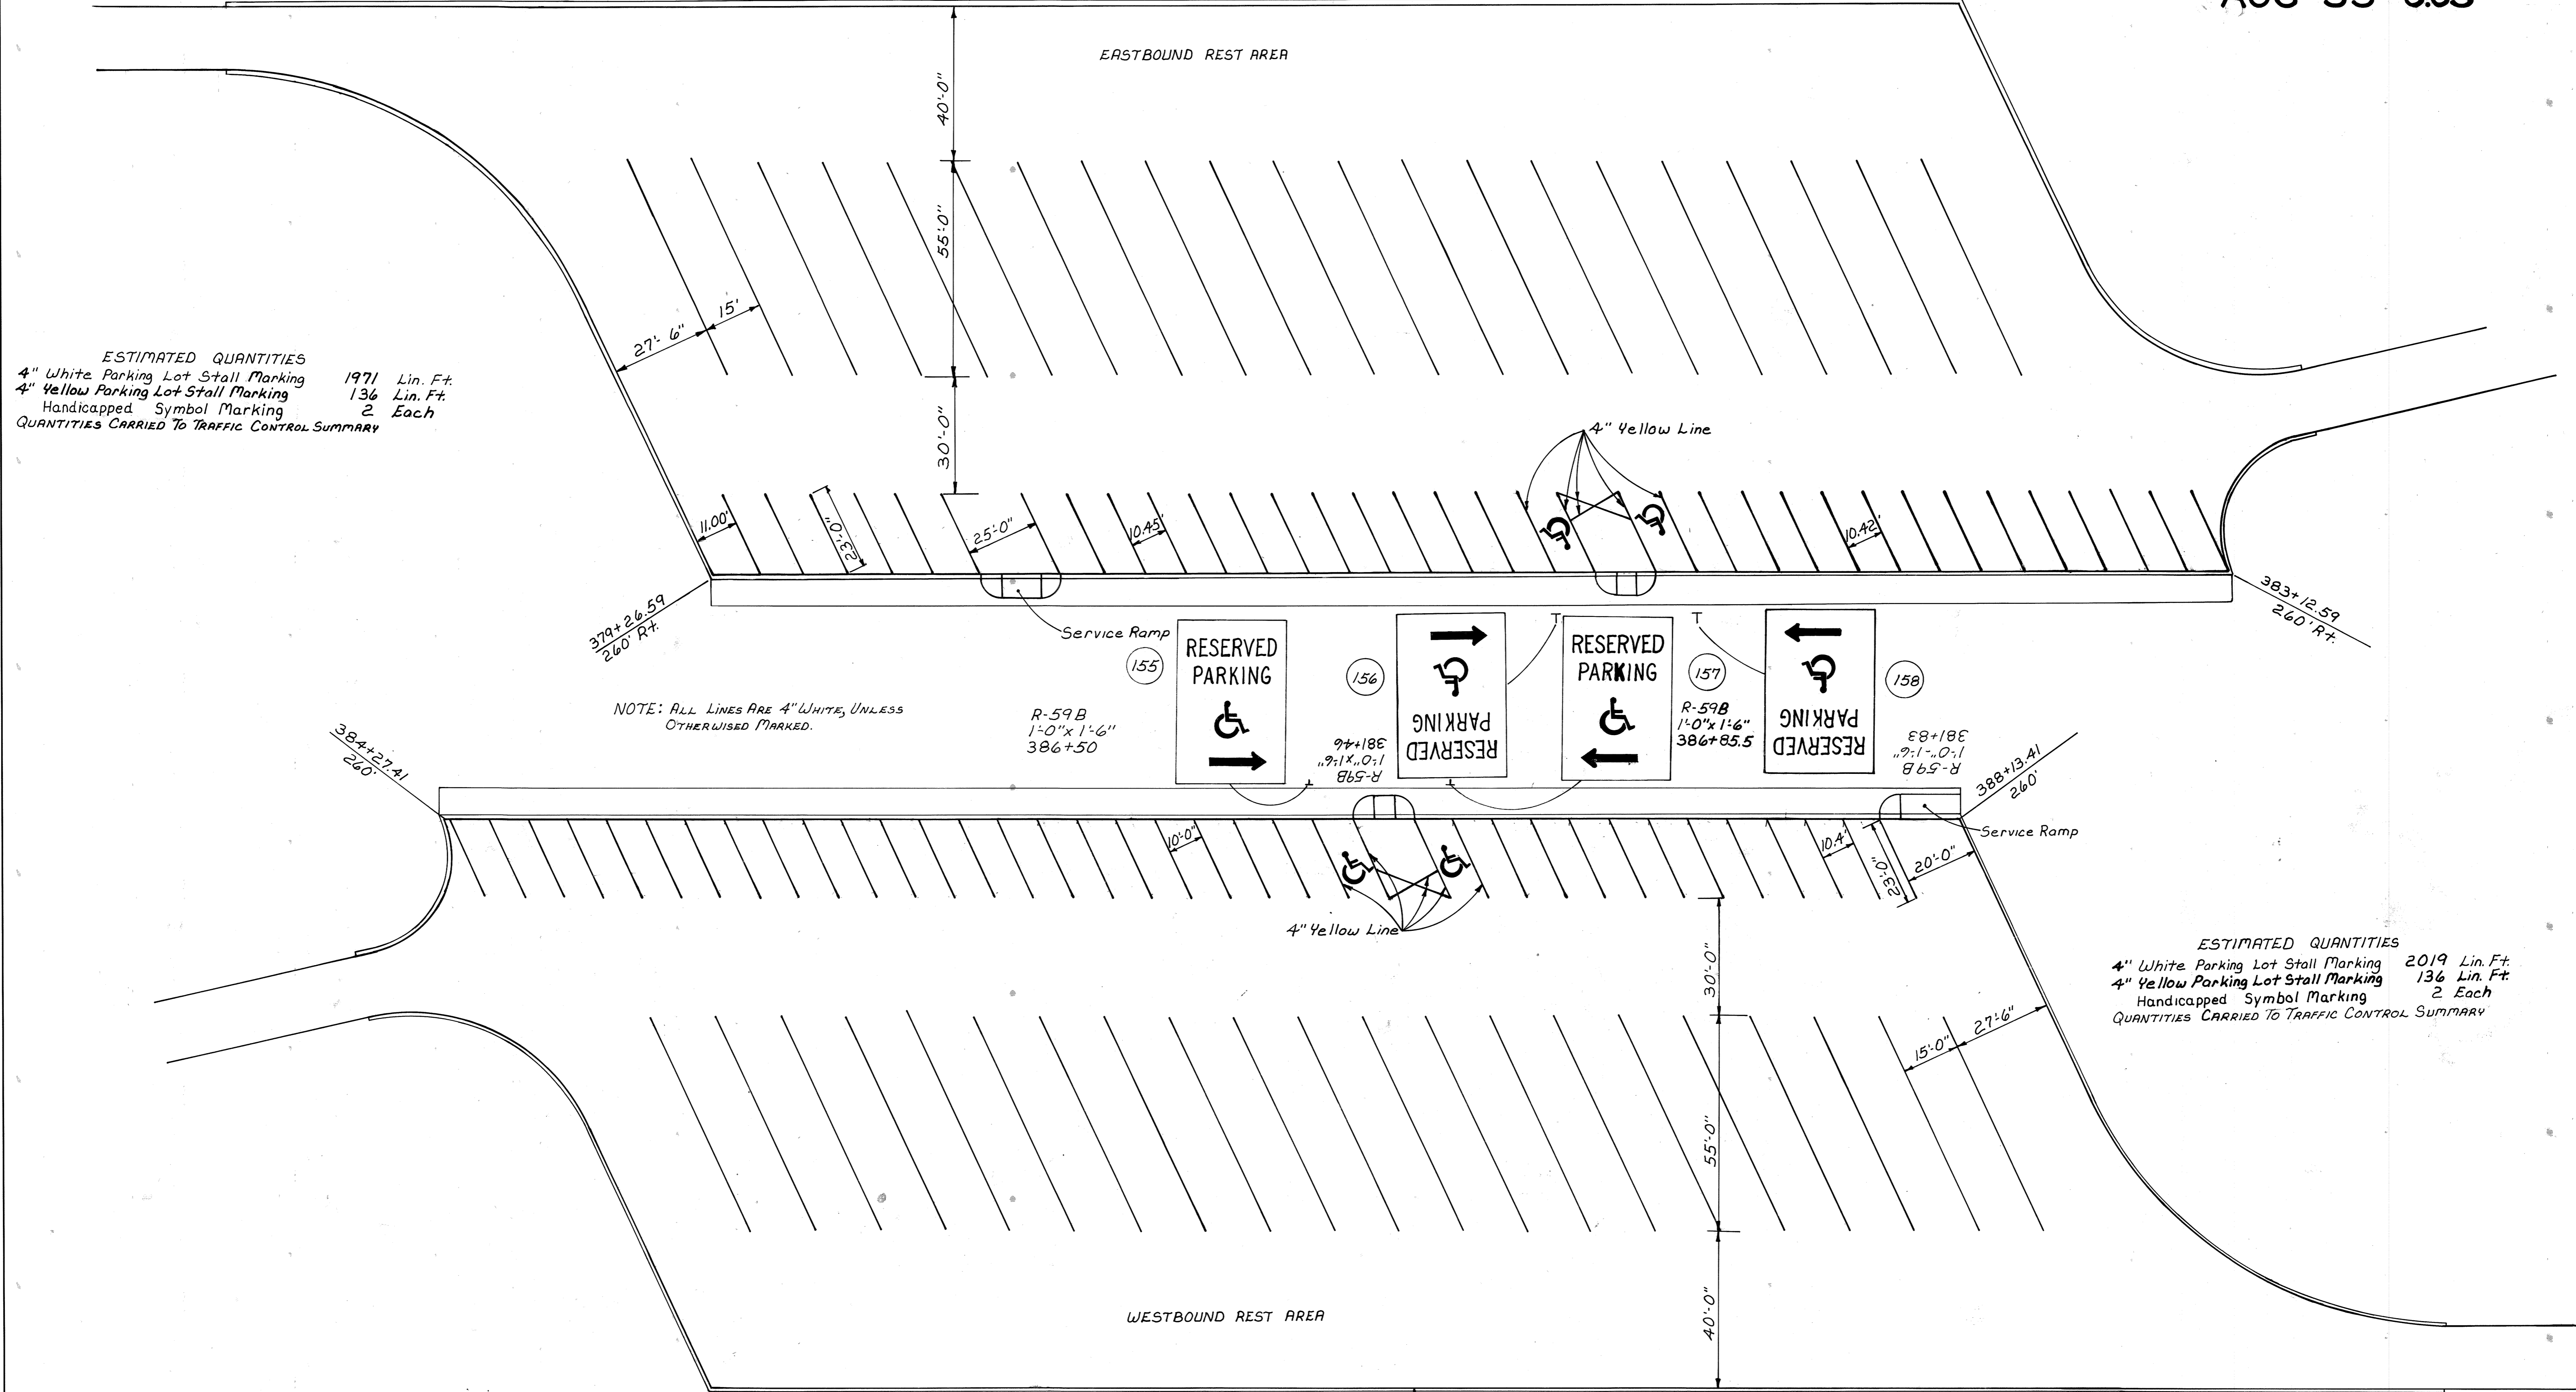 EASTBOUND REST AREA
40'-0"
55'-0"
27'-6"
15'
30'-0"
ESTIMATED QUANTITIES
4" White Parking Lot Stall Marking 1971 Lin. Ft.
4" Yellow Parking Lot Stall Marking 136 Lin. Ft.
Handicapped Symbol Marking 2 Each
QUANTITIES CARRIED TO TRAFFIC CONTROL SUMMARY
4" Yellow Line
11.00'
23'-0"
25'-0"
10.45'
10.42'
379+26.59
260' Rt.
383+12.59
260' Rt.
Service Ramp
155
RESERVED
PARKING
R-59B
1'-0" x 1'-6"
386+50
156
RESERVED
PARKING
R-59B
1'-0" x 1'-6"
381+46
RESERVED
PARKING
157
R-59B
1'-0" x 1'-6"
386+85.5
RESERVED
PARKING
158
R-59B
1'-0" - 1'-6"
381+83
NOTE: ALL LINES ARE 4" WHITE, UNLESS
OTHERWISED MARKED.
384+27.41
260'
388+13.41
260'
10'-0"
10.4'
23'-0"
20'-0"
Service Ramp
4" Yellow Line
30'-0"
ESTIMATED QUANTITIES
4" White Parking Lot Stall Marking 2019 Lin. Ft.
4" Yellow Parking Lot Stall Marking 136 Lin. Ft.
Handicapped Symbol Marking 2 Each
QUANTITIES CARRIED TO TRAFFIC CONTROL SUMMARY
15'-0"
27'-6"
55'-0"
WESTBOUND REST AREA
40'-0"